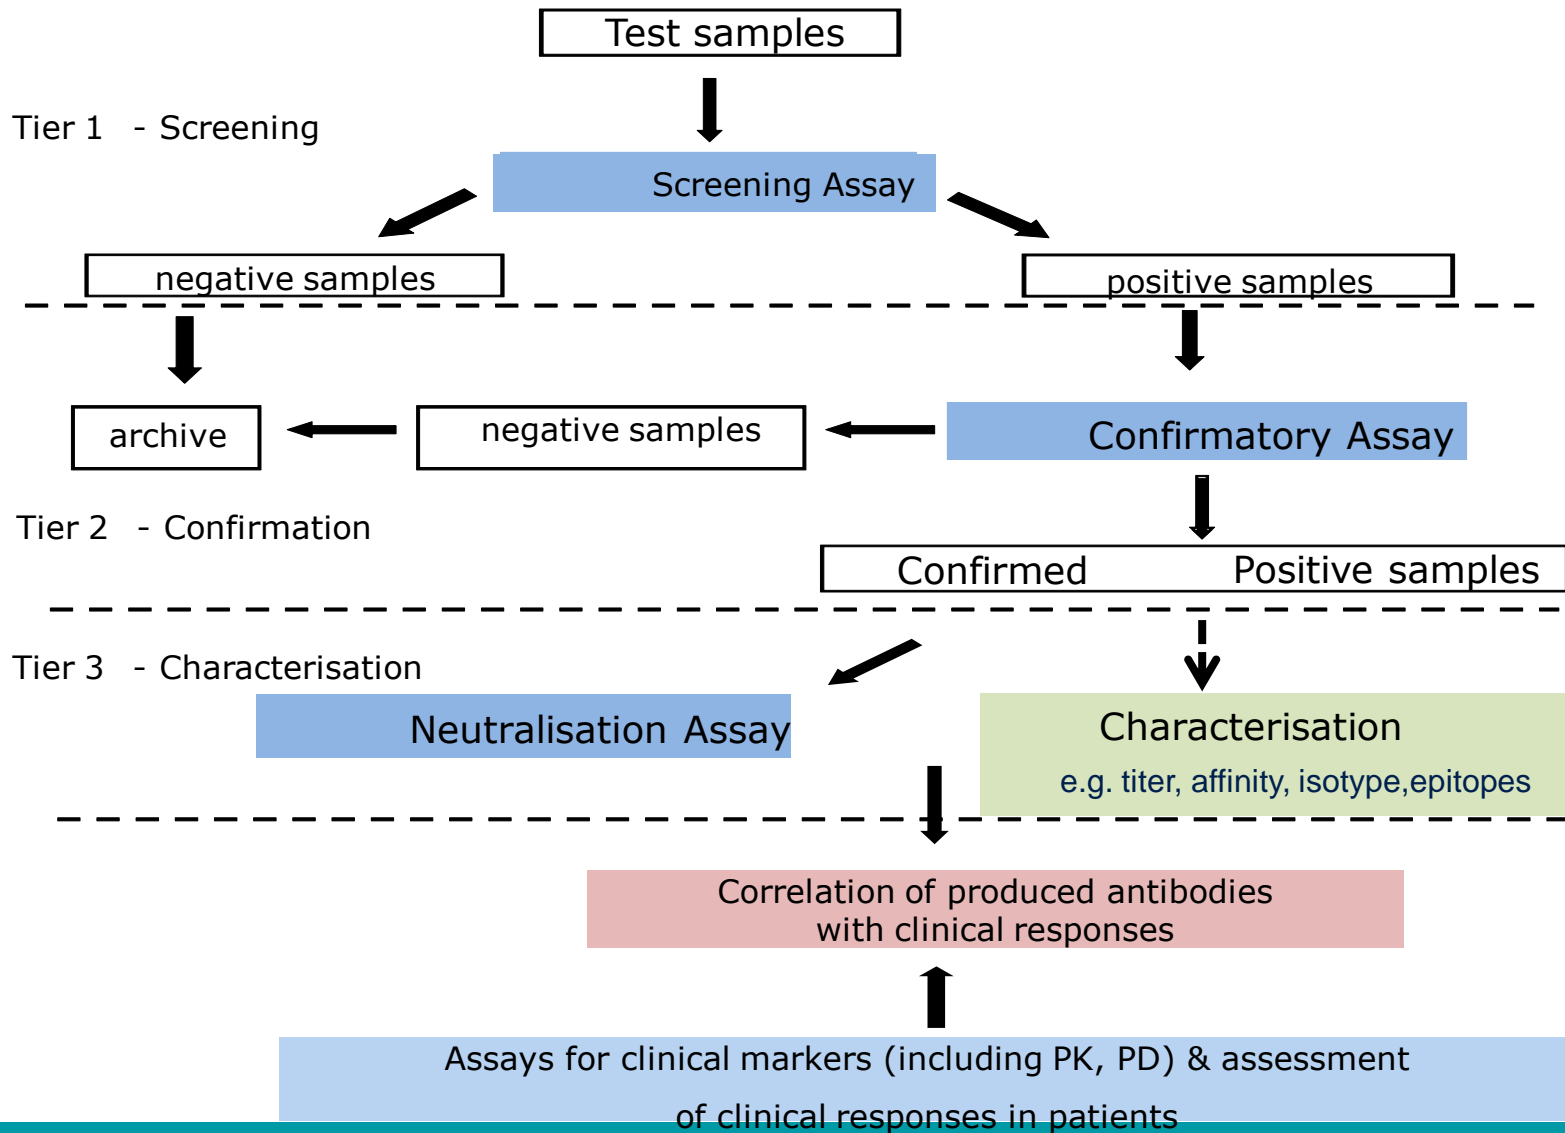 Test samples
Tier 1 - Screening
Screening Assay
negative samples
positive samples
archive
negative samples
Confirmatory Assay
Tier 2 - Confirmation
Confirmed Positive samples
Tier 3 - Characterisation
Neutralisation Assay
Characterisation
e.g. titer, affinity, isotype,epitopes
Correlation of produced antibodies
with clinical responses
Assays for clinical markers (including PK, PD) & assessment
of clinical responses in patients